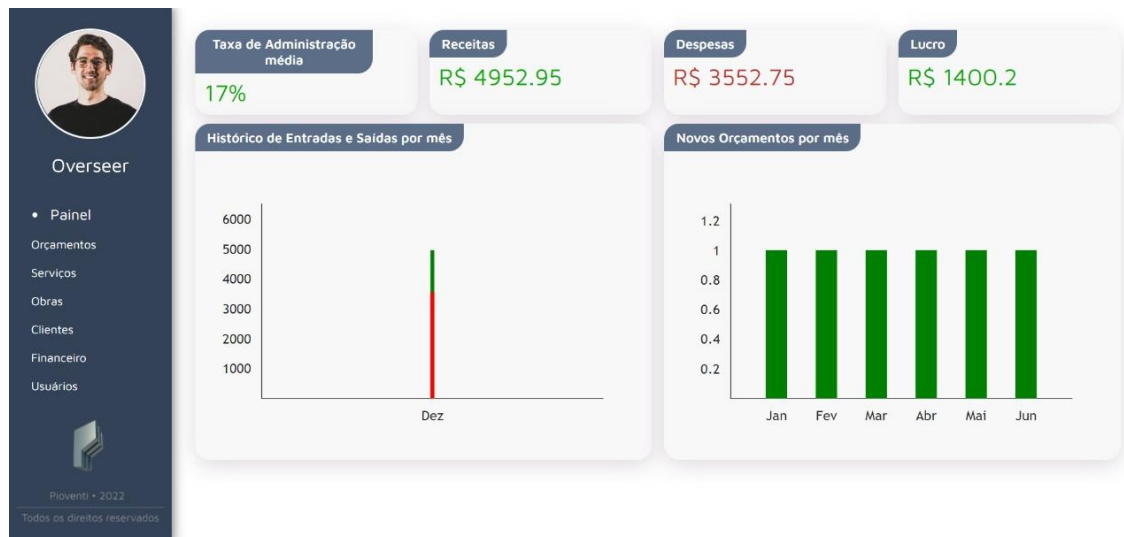 Overseer
• Painel
Orçamentos
Serviços
Obras
Clientes
Financeiro
Usuários
Pioventi • 2022
Todos os direitos reservados
Taxa de Administração
média
17%
Receitas
R$ 4952.95
Despesas
R$ 3552.75
Lucro
R$ 1400.2
Histórico de Entradas e Saídas por mês
6000
5000
4000
3000
2000
1000
Dez
Novos Orçamentos por mês
1.2
1
0.8
0.6
0.4
0.2
Jan Fev Mar Abr Mai Jun